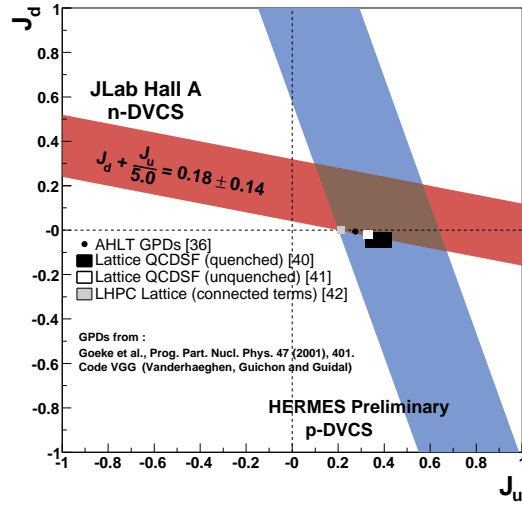 J_d
1
0.8
0.6
0.4
0.2
-0
-0.2
-0.4
-0.6
-0.8
-1
JLab Hall A
n-DVCS
J_d + J_u/5.0 = 0.18 ± 0.14
AHLT GPDs [36]
Lattice QCDSF (quenched) [40]
Lattice QCDSF (unquenched) [41]
LHPC Lattice (connected terms) [42]
GPDs from :
Goeke et al., Prog. Part. Nucl. Phys. 47 (2001), 401.
Code VGG (Vanderhaeghen, Guichon and Guidal)
HERMES Preliminary
p-DVCS
-1 -0.8 -0.6 -0.4 -0.2 -0 0.2 0.4 0.6 0.8 1
J_u